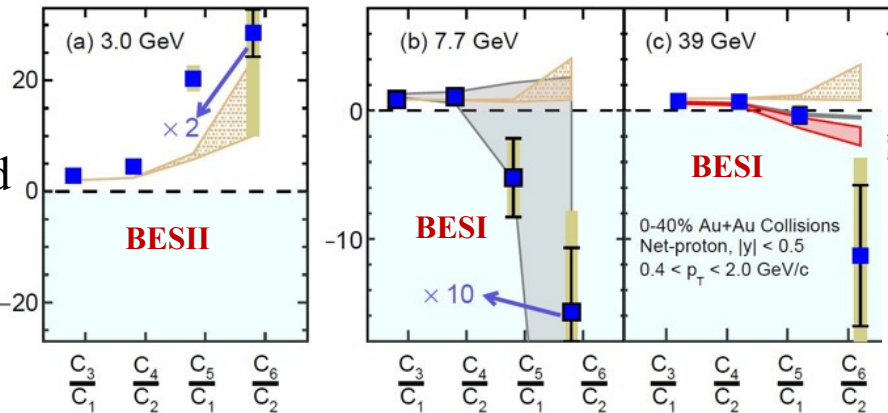 (a) 3.0 GeV
20
0
−20
× 2
BESII
d
C₃/C₁
C₄/C₂
C₅/C₁
C₆/C₂
(b) 7.7 GeV
0
−10
BESI
× 10
C₃/C₁
C₄/C₂
C₅/C₁
C₆/C₂
(c) 39 GeV
BESI
0-40% Au+Au Collisions
Net-proton, |y| < 0.5
0.4 < p_T < 2.0 GeV/c
C₃/C₁
C₄/C₂
C₅/C₁
C₆/C₂